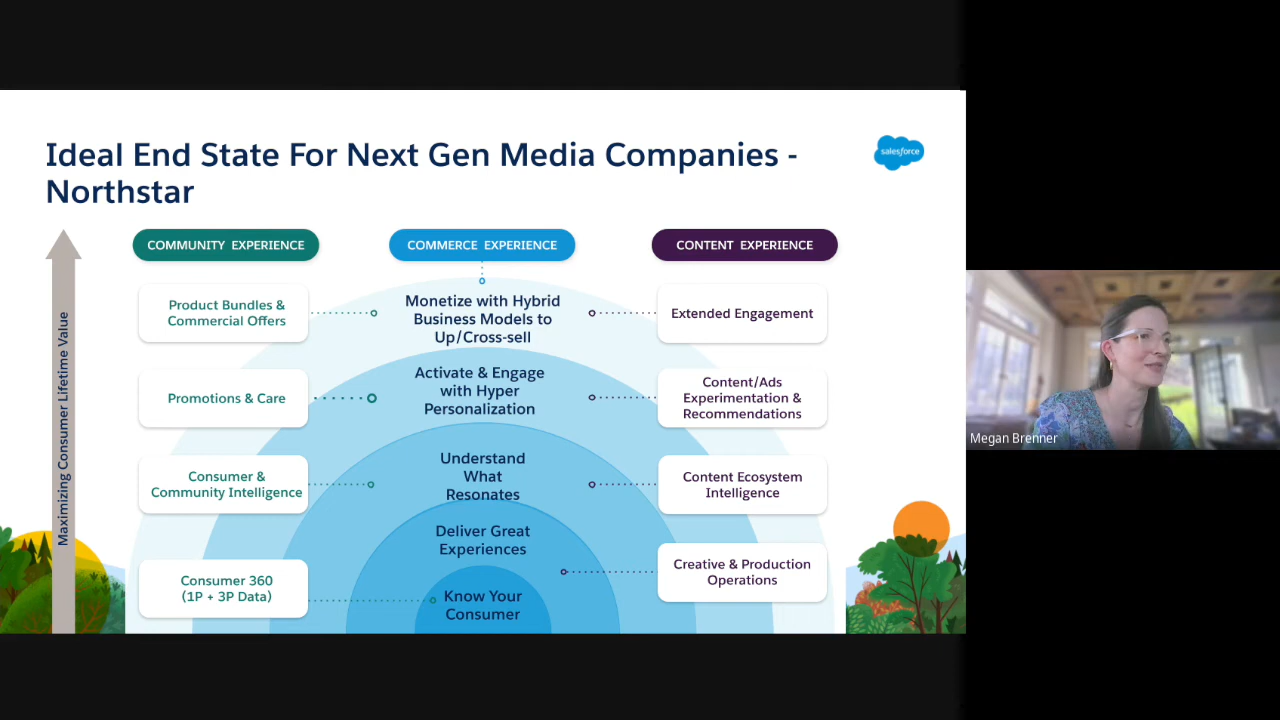 Ideal End State For Next Gen Media Companies -
Northstar
salesforce
COMMUNITY EXPERIENCE
COMMERCE EXPERIENCE
CONTENT EXPERIENCE
Maximizing Consumer Lifetime Value
Product Bundles &
Commercial Offers
Monetize with Hybrid
Business Models to
Up/Cross-sell
Extended Engagement
Promotions & Care
Activate & Engage
with Hyper
Personalization
Content/Ads
Experimentation &
Recommendations
Consumer &
Community Intelligence
Understand
What
Resonates
Content Ecosystem
Intelligence
Deliver Great
Experiences
Creative & Production
Operations
Consumer 360
(1P + 3P Data)
Know Your
Consumer
Megan Brenner